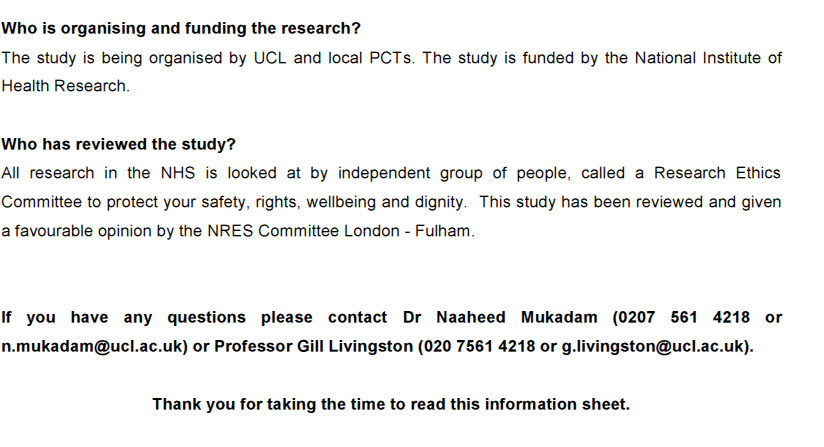 Who is organising and funding the research?
The study is being organised by UCL and local PCTs. The study is funded by the National Institute of
Health Research.
Who has reviewed the study?
All research in the NHS is looked at by independent group of people, called a Research Ethics
Committee to protect your safety, rights, wellbeing and dignity.  This study has been reviewed and given
a favourable opinion by the NRES Committee London - Fulham.
If you have any questions please contact Dr Naaheed Mukadam (0207 561 4218 or
n.mukadam@ucl.ac.uk) or Professor Gill Livingston (020 7561 4218 or g.livingston@ucl.ac.uk).
Thank you for taking the time to read this information sheet.